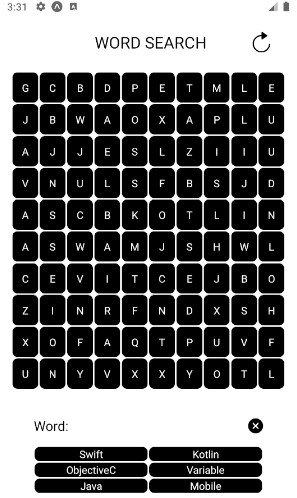 3:31
WORD SEARCH
G C B D P E T M L E
J B W A O X A P L U
A J J E S L Z I I U
V N U L S F B S J D
A S C B K O T L I N
A S W A M J S H W L
C E V I T C E J B O
Z I N R F N D X S H
X O F A Q T P U V F
U N Y V X X Y O T L
Word:
Swift Kotlin
ObjectiveC Variable
Java Mobile